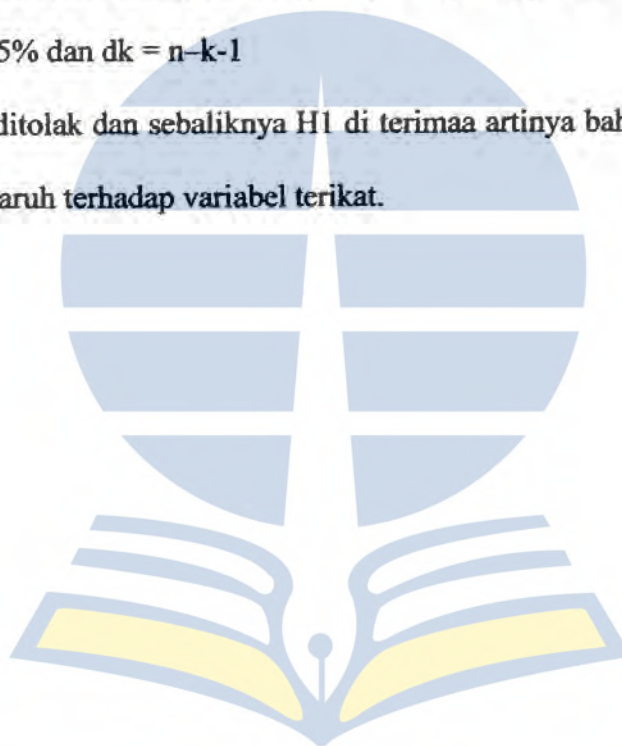 5% dan dk = n–k-1
ditolak dan sebaliknya H1 di terimaa artinya bah
aruh terhadap variabel terikat.